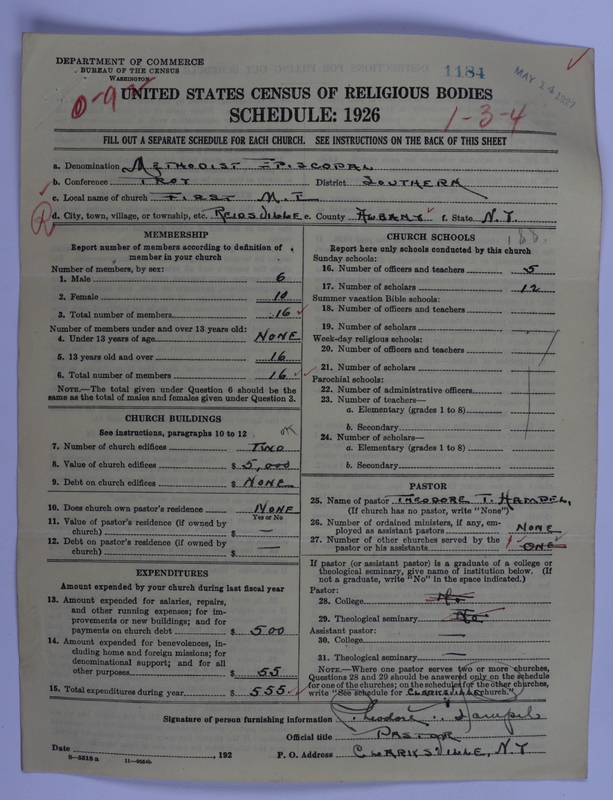 DEPARTMENT OF COMMERCE
BUREAU OF THE CENSUS
WASHINGTON
1184
MAY 14 1927
0-9
UNITED STATES CENSUS OF RELIGIOUS BODIES
SCHEDULE: 1926
1-3-4
FILL OUT A SEPARATE SCHEDULE FOR EACH CHURCH. SEE INSTRUCTIONS ON THE BACK OF THIS SHEET
a. Denomination METHODIST EPISCOPAL
b. Conference TROY District SOUTHERN
c. Local name of church FIRST M. E.
d. City, town, village, or township, etc. REIDSVILLE e. County ALBANY f. State N.Y.
MEMBERSHIP
Report number of members according to definition of member in your church
Number of members, by sex:
1. Male 6
2. Female 10
3. Total number of members 16
Number of members under and over 13 years old:
4. Under 13 years of age NONE
5. 13 years old and over 16
6. Total number of members 16
NOTE.—The total given under Question 6 should be
same as the total of males and females given under Question 3.
CHURCH BUILDINGS
See instructions, paragraphs 10 to 12 OK
7. Number of church edifices TWO
8. Value of church edifices $ 5,000
9. Debt on church edifices $ NONE
10. Does church own pastor's residence? NONE
Yes or No
11. Value of pastor's residence (if owned by
church) $ —
12. Debt on pastor's residence (if owned by
church) $ —
EXPENDITURES
Amount expended by church during last fiscal year
13. Amount expended for salaries, repairs,
and other running expenses; for im-
provements or new buildings; and for
payments on church debt $ 500
14. Amount expended for benevolences, in-
cluding home and foreign missions; for
denominational support; and for all
other purposes $ 55
15. Total expenditures during year $ 555
CHURCH SCHOOLS
188
Report here only schools conducted by this church
Sunday schools:
16. Number of officers and teachers 5
17. Number of scholars 12
Summer vacation Bible schools:
18. Number of officers and teachers
19. Number of scholars
Week-day religious schools:
20. Number of officers and teachers
21. Number of scholars
Parochial schools:
22. Number of administrative officers
23. Number of teachers—
a. Elementary (grades 1 to 8)
b. Secondary
24. Number of scholars—
a. Elementary (grades 1 to 8)
b. Secondary
PASTOR
25. Name of pastor THEODORE T. HAMPEL,
(If church has no pastor, write "None")
26. Number of ordained ministers, if any, em-
ployed as assistant pastors NONE
27. Number of other churches served by the
pastor or his assistants 1 ONE
If pastor (or assistant pastor) is a graduate of a college or
theological seminary, give name of institution below. (If
not a graduate, write "No" in the space indicated.)
Pastor:
28. College No
29. Theological seminary No
Assistant pastor:
30. College —
31. Theological seminary —
NOTE.—Where one pastor serves two or more churches,
Questions 28 and 29 should be answered only on the schedule
for one of the churches; on the schedules for the other churches,
write "See schedule for CLARKSVILLE church."
Signature of person furnishing information Theodore T. Hampel
Official title PASTOR
Date , 192 P. O. Address CLARKSVILLE, N.Y
8—5518 a